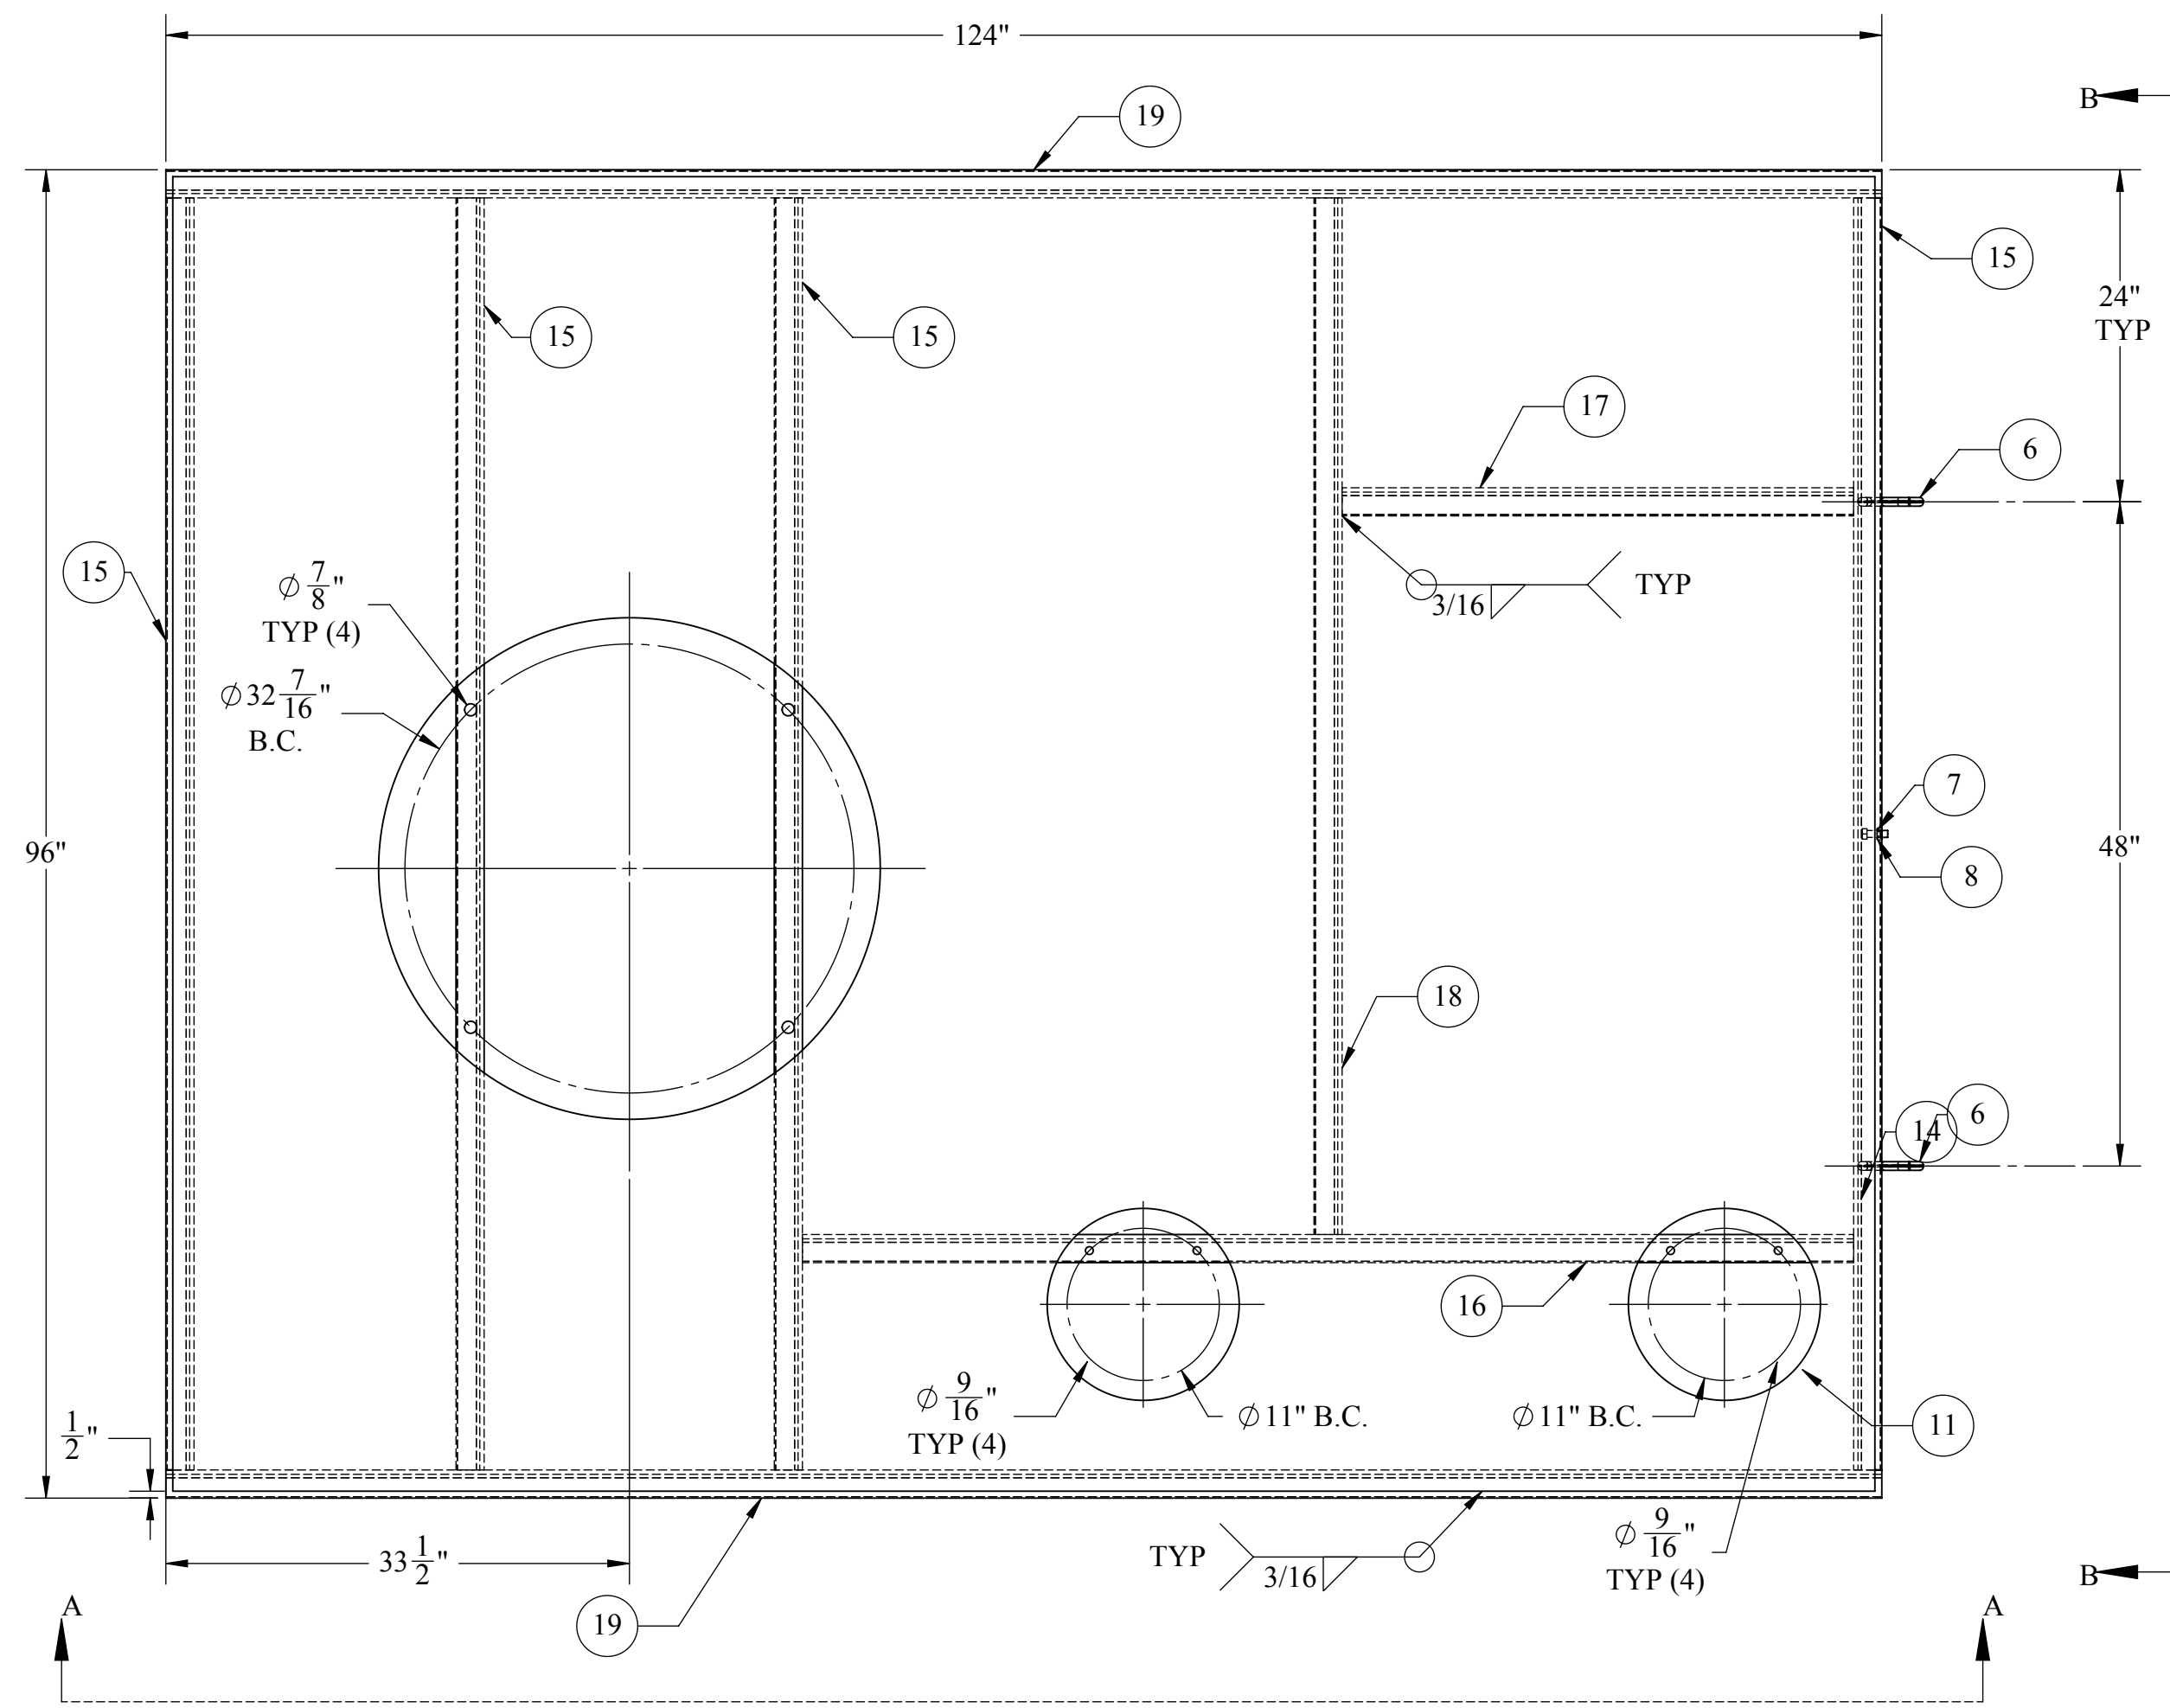 124"
B
19
15
24"
TYP
15
15
17
6
15
Ø 7/8"
TYP (4)
3/16 TYP
Ø 32 7/16"
B.C.
7
96"
48"
8
18
6
14
16
Ø 9/16"
TYP (4)
Ø 11" B.C.
Ø 11" B.C.
11
1/2"
33 1/2"
TYP 3/16
Ø 9/16"
TYP (4)
B
19
A
A